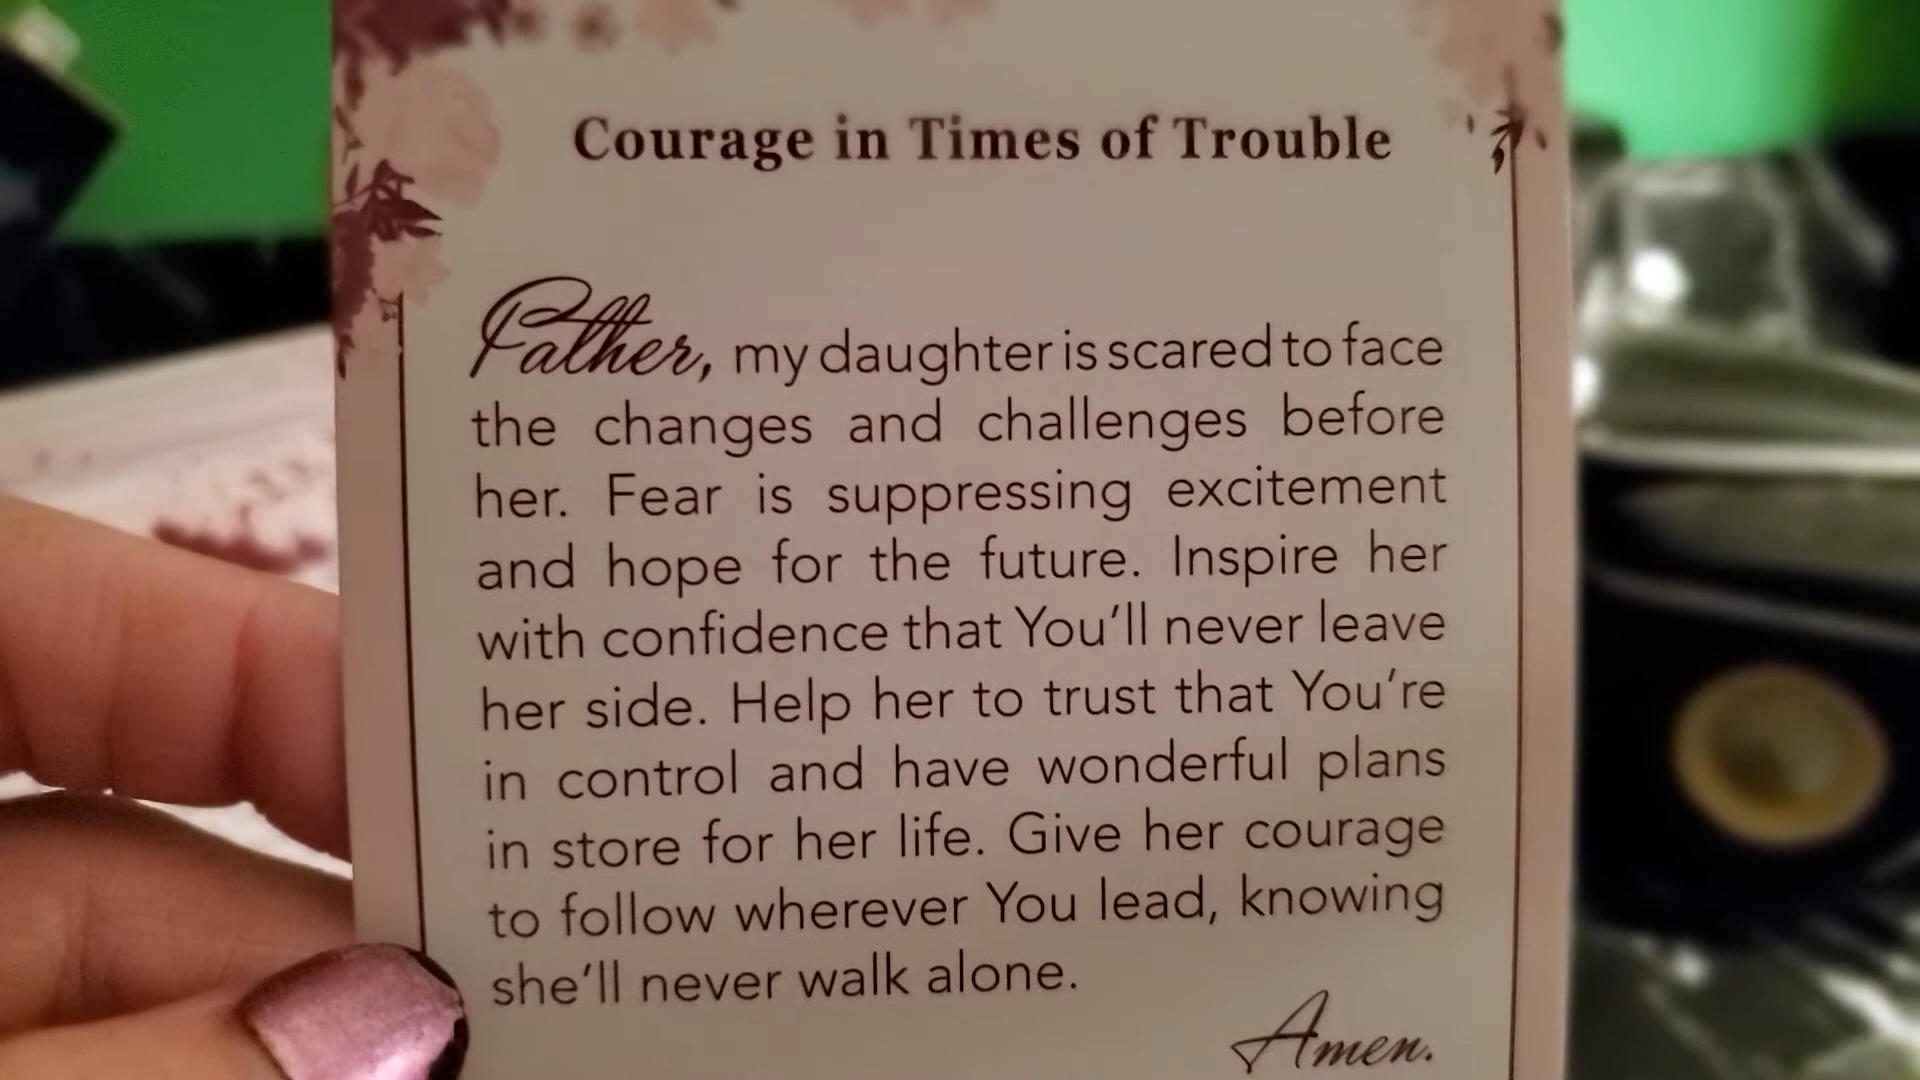 Courage in Times of Trouble
Father, my daughter is scared to face
the changes and challenges before
her. Fear is suppressing excitement
and hope for the future. Inspire her
with confidence that You'll never leave
her side. Help her to trust that You're
in control and have wonderful plans
in store for her life. Give her courage
to follow wherever You lead, knowing
she'll never walk alone.
Amen.